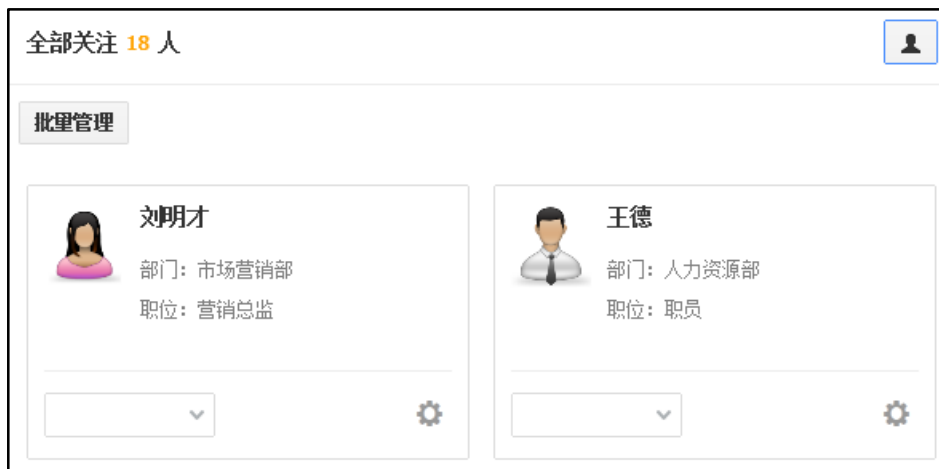 全部关注 18 人
批里管理
刘明才
部门：市场营销部
职位：营销总监
王德
部门：人力资源部
职位：职员